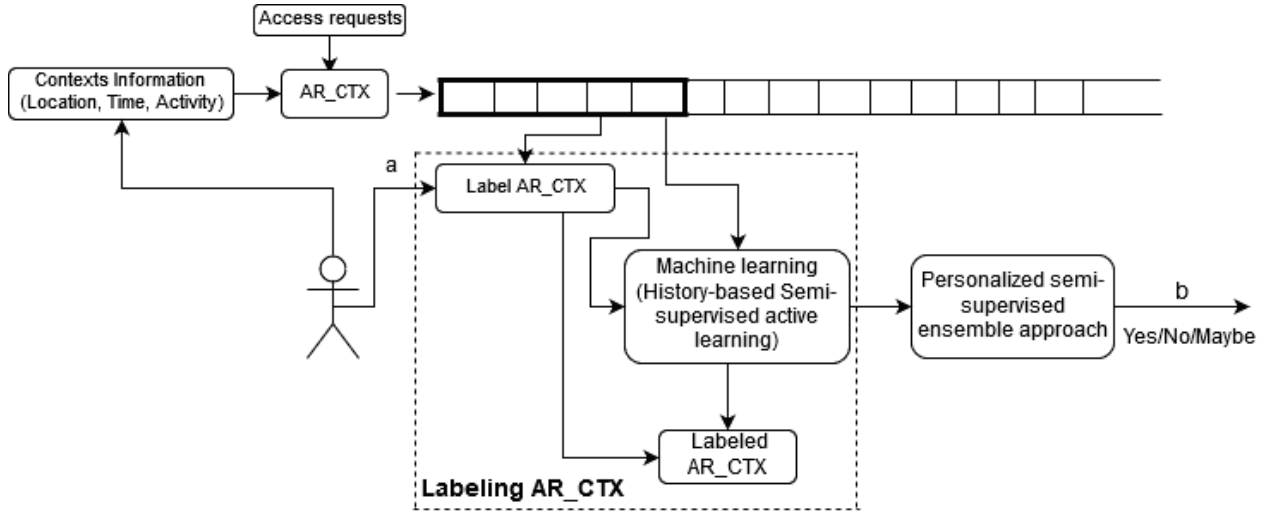 Access requests
Contexts Information
(Location, Time, Activity)
AR_CTX
a
Label AR_CTX
Machine learning
(History-based Semi-
supervised active
learning)
Personalized semi-
supervised
ensemble approach
b
Yes/No/Maybe
Labeled
AR_CTX
Labeling AR_CTX